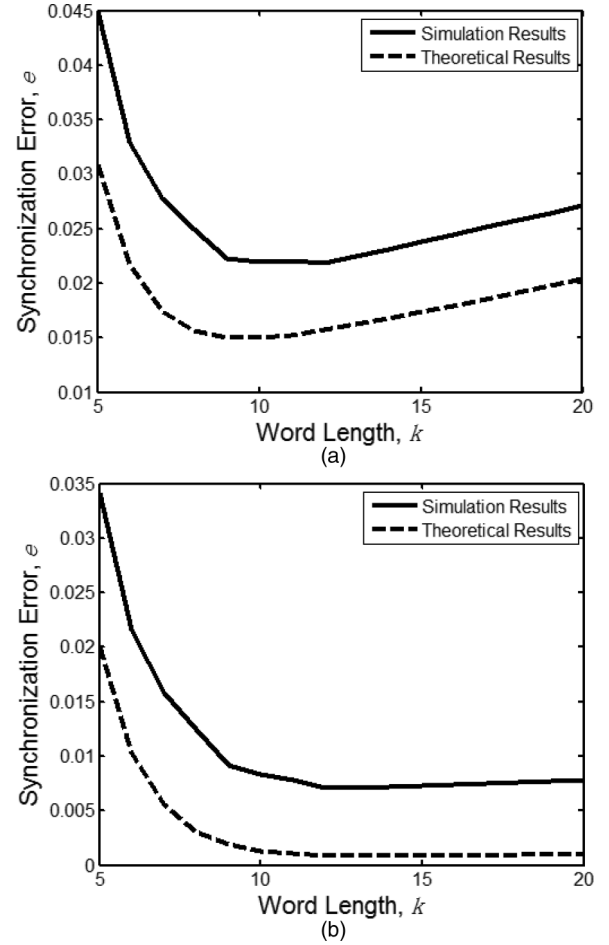 0.045
0.04
0.035
0.03
0.025
0.02
0.015
0.01
Synchronization Error, e
Simulation Results
Theoretical Results
5
10
15
20
Word Length, k
(a)
0.035
0.03
0.025
0.02
0.015
0.01
0.005
0
Synchronization Error, e
Simulation Results
Theoretical Results
5
10
15
20
Word Length, k
(b)